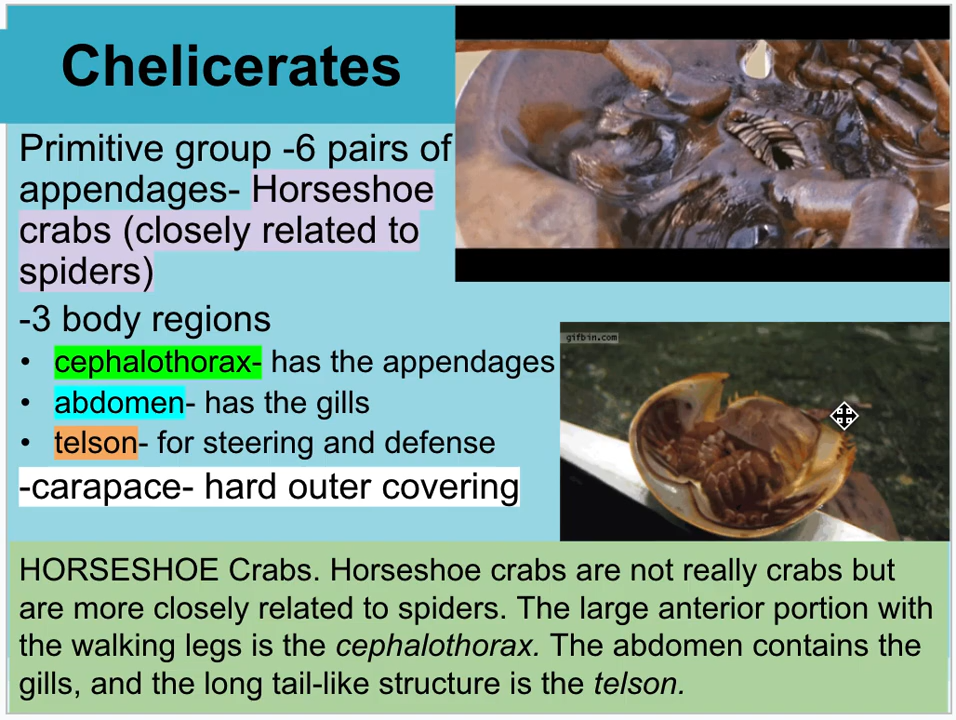 Chelicerates
Primitive group -6 pairs of
appendages- Horseshoe
crabs (closely related to
spiders)
-3 body regions
• cephalothorax- has the appendages
• abdomen- has the gills
• telson- for steering and defense
-carapace- hard outer covering
gifbin.com
HORSESHOE Crabs. Horseshoe crabs are not really crabs but
are more closely related to spiders. The large anterior portion with
the walking legs is the cephalothorax. The abdomen contains the
gills, and the long tail-like structure is the telson.